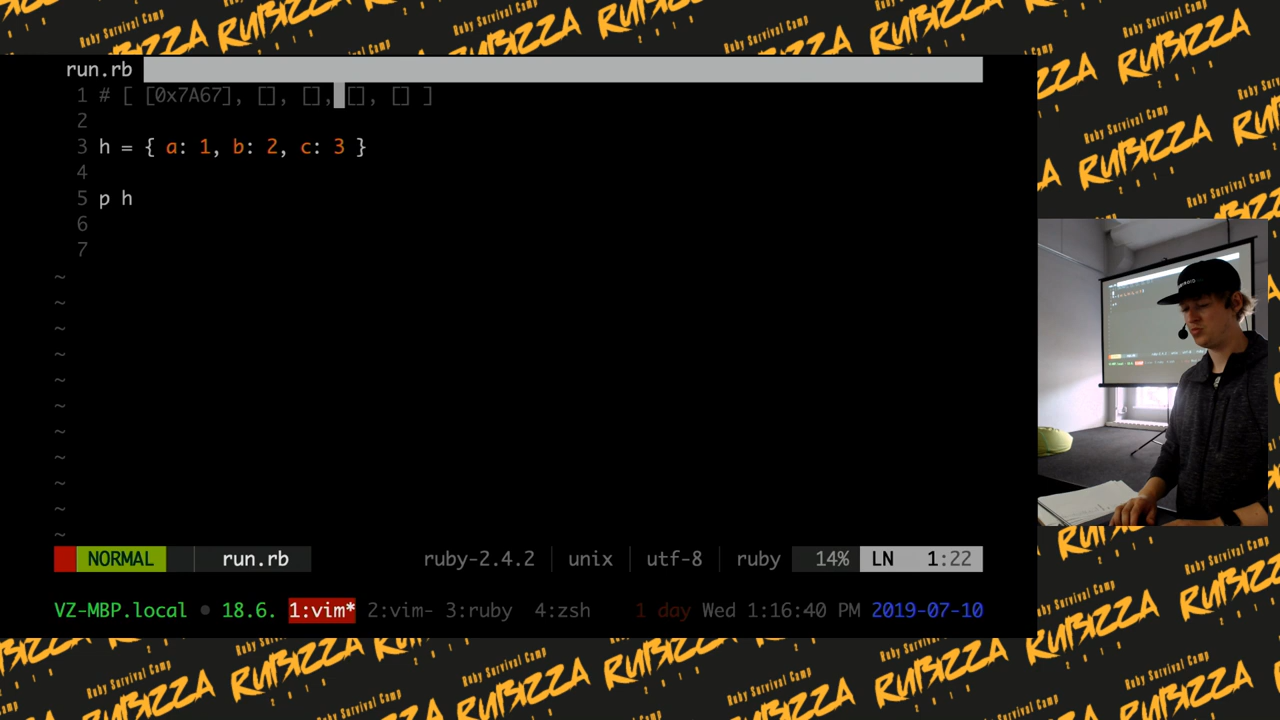 Ruby Survival Camp
RUBIZZA
2019
run.rb
1 # [ [0x7A67], [], [], [], [] ]
2
3 h = { a: 1, b: 2, c: 3 }
4
5 p h
6
7
~
~
~
~
~
~
~
~
~
~
~
NORMAL run.rb ruby-2.4.2 unix utf-8 ruby 14% LN 1:22
VZ-MBP.local • 18.6. 1:vim* 2:vim- 3:ruby 4:zsh 1 day Wed 1:16:40 PM 2019-07-10